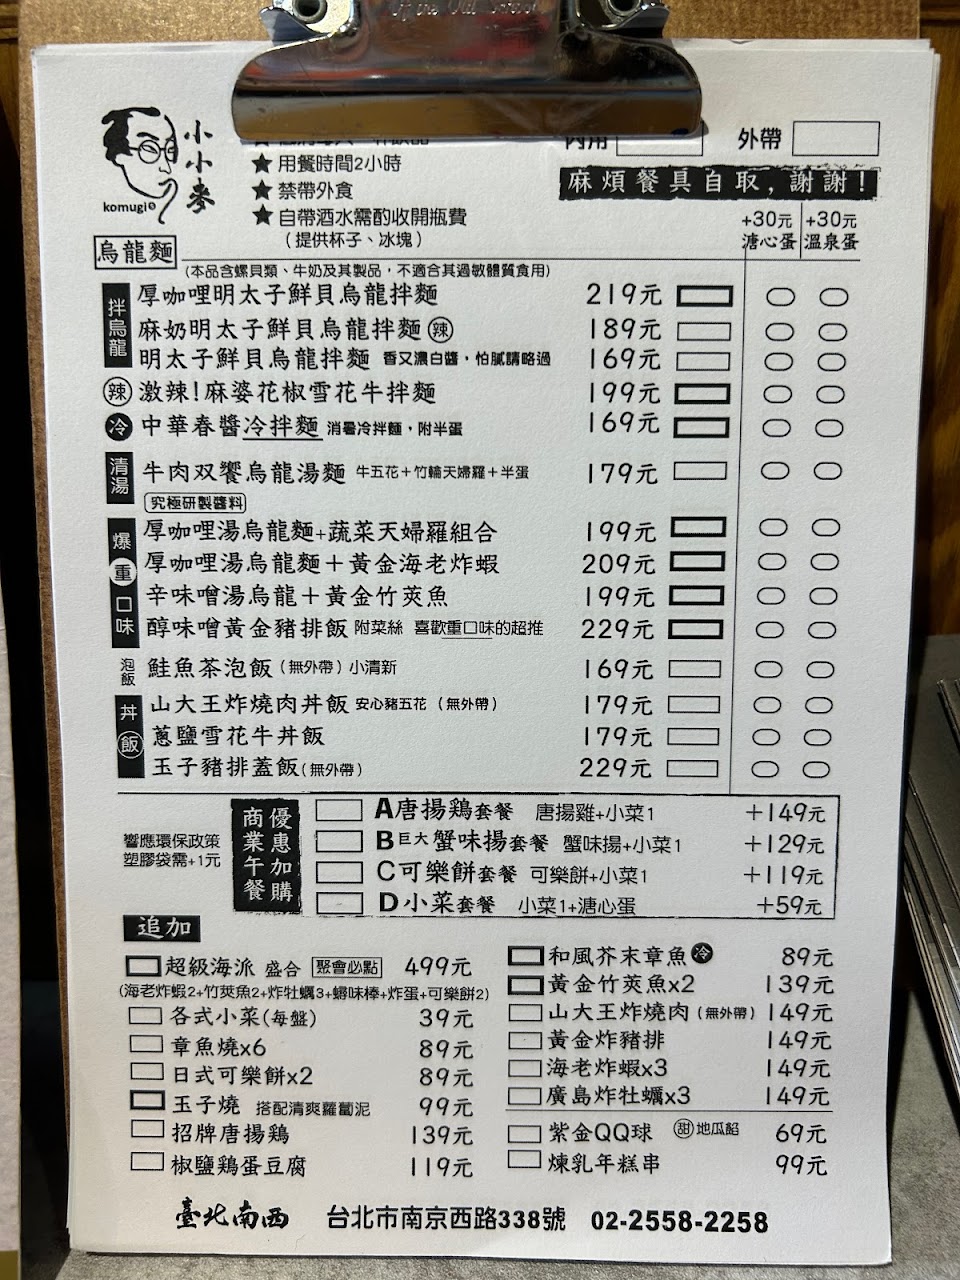 小小麥
komugi
★ 用餐時間2小時
★ 禁帶外食
★ 自帶酒水需酌收開瓶費
(提供杯子、冰塊)
內用 外帶
麻煩餐具自取,謝謝!
+30元 溏心蛋 +30元 溫泉蛋
烏龍麵
(本品含螺貝類、牛奶及其製品,不適合其過敏體質食用)
拌烏龍
厚咖哩明太子鮮貝烏龍拌麵 219元
麻奶明太子鮮貝烏龍拌麵 辣 189元
明太子鮮貝烏龍拌麵 香又濃白醬,怕膩請略過 169元
辣 激辣!麻婆花椒雪花牛拌麵 199元
冷 中華春醬冷拌麵 消暑冷拌麵,附半蛋 169元
清湯 牛肉双饗烏龍湯麵 牛五花+竹輪天婦羅+半蛋 179元
究極研製醬料
爆重口味
厚咖哩湯烏龍麵+蔬菜天婦羅組合 199元
厚咖哩湯烏龍麵+黃金海老炸蝦 209元
辛味噌湯烏龍+黃金竹莢魚 199元
醇味噌黃金豬排飯 附菜絲 喜歡重口味的超推 229元
泡飯 鮭魚茶泡飯(無外帶)小清新 169元
丼飯
山大王炸燒肉丼飯 安心豬五花(無外帶) 179元
蔥鹽雪花牛丼飯 179元
玉子豬排蓋飯(無外帶) 229元
響應環保政策
塑膠袋需+1元
商業午餐 優惠加購
A唐揚鶏套餐 唐揚雞+小菜1 +149元
B巨大蟹味揚套餐 蟹味揚+小菜1 +129元
C可樂餅套餐 可樂餅+小菜1 +119元
D小菜套餐 小菜1+溏心蛋 +59元
追加
超級海派 盛合 聚會必點 499元
(海老炸蝦2+竹莢魚2+炸牡蠣3+蟳味棒+炸蛋+可樂餅2)
各式小菜(每盤) 39元
章魚燒x6 89元
日式可樂餅x2 89元
玉子燒 搭配清爽蘿蔔泥 99元
招牌唐揚鶏 139元
椒鹽鶏蛋豆腐 119元
和風芥末章魚 冷 89元
黃金竹莢魚x2 139元
山大王炸燒肉(無外帶) 149元
黃金炸豬排 149元
海老炸蝦x3 149元
廣島炸牡蠣x3 149元
紫金QQ球 甜 地瓜餡 69元
煉乳年糕串 99元
臺北南西 台北市南京西路338號 02-2558-2258